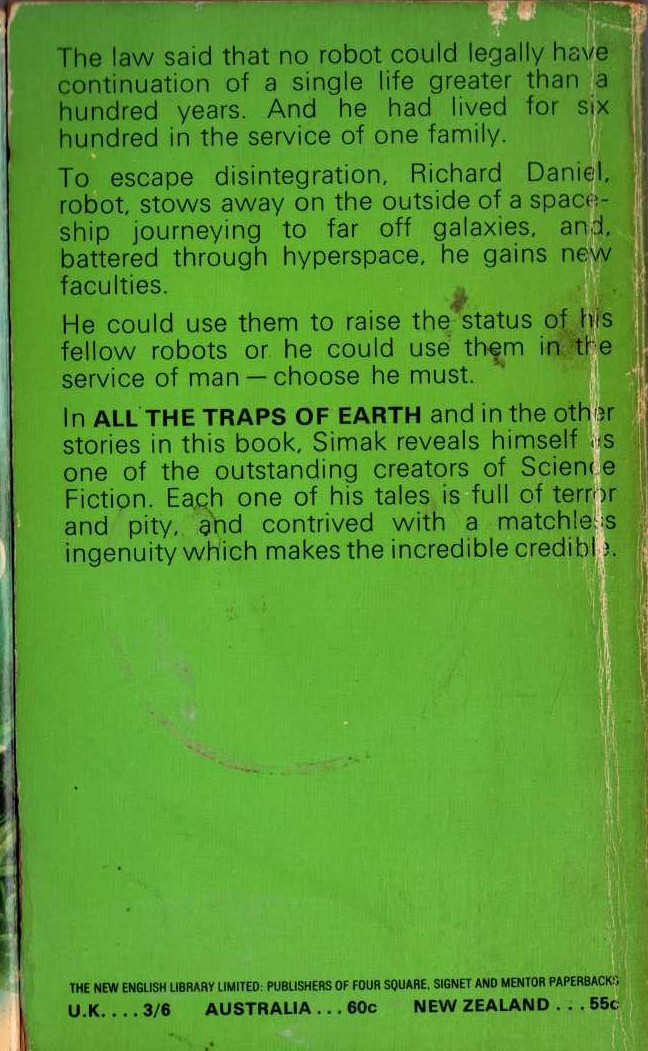 The law said that no robot could legally have
continuation of a single life greater than a
hundred years. And he had lived for six
hundred in the service of one family.
To escape disintegration, Richard Daniel,
robot, stows away on the outside of a space-
ship journeying to far off galaxies, and,
battered through hyperspace, he gains new
faculties.
He could use them to raise the status of his
fellow robots or he could use them in the
service of man — choose he must.
In ALL THE TRAPS OF EARTH and in the other
stories in this book, Simak reveals himself as
one of the outstanding creators of Science
Fiction. Each one of his tales is full of terror
and pity, and contrived with a matchless
ingenuity which makes the incredible credible.
THE NEW ENGLISH LIBRARY LIMITED: PUBLISHERS OF FOUR SQUARE, SIGNET AND MENTOR PAPERBACKS
U.K. . . . 3/6 AUSTRALIA . . . 60c NEW ZEALAND . . . 55c